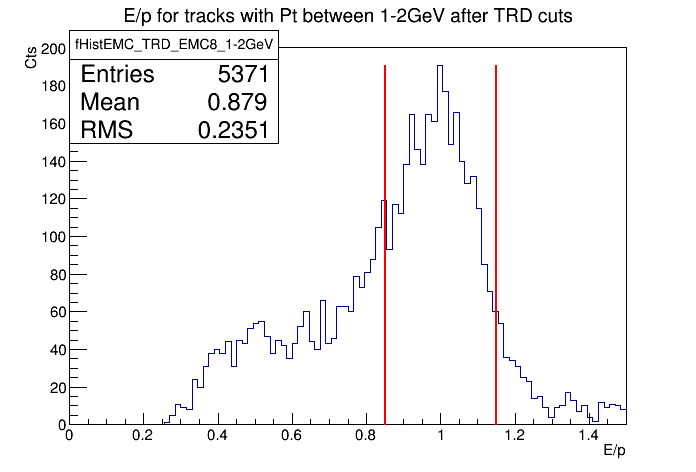 E/p for tracks with Pt between 1-2GeV after TRD cuts
Cts
fHistEMC_TRD_EMC8_1-2GeV
Entries 5371
Mean 0.879
RMS 0.2351
200
180
160
140
120
100
80
60
40
20
0
0 0.2 0.4 0.6 0.8 1 1.2 1.4
E/p